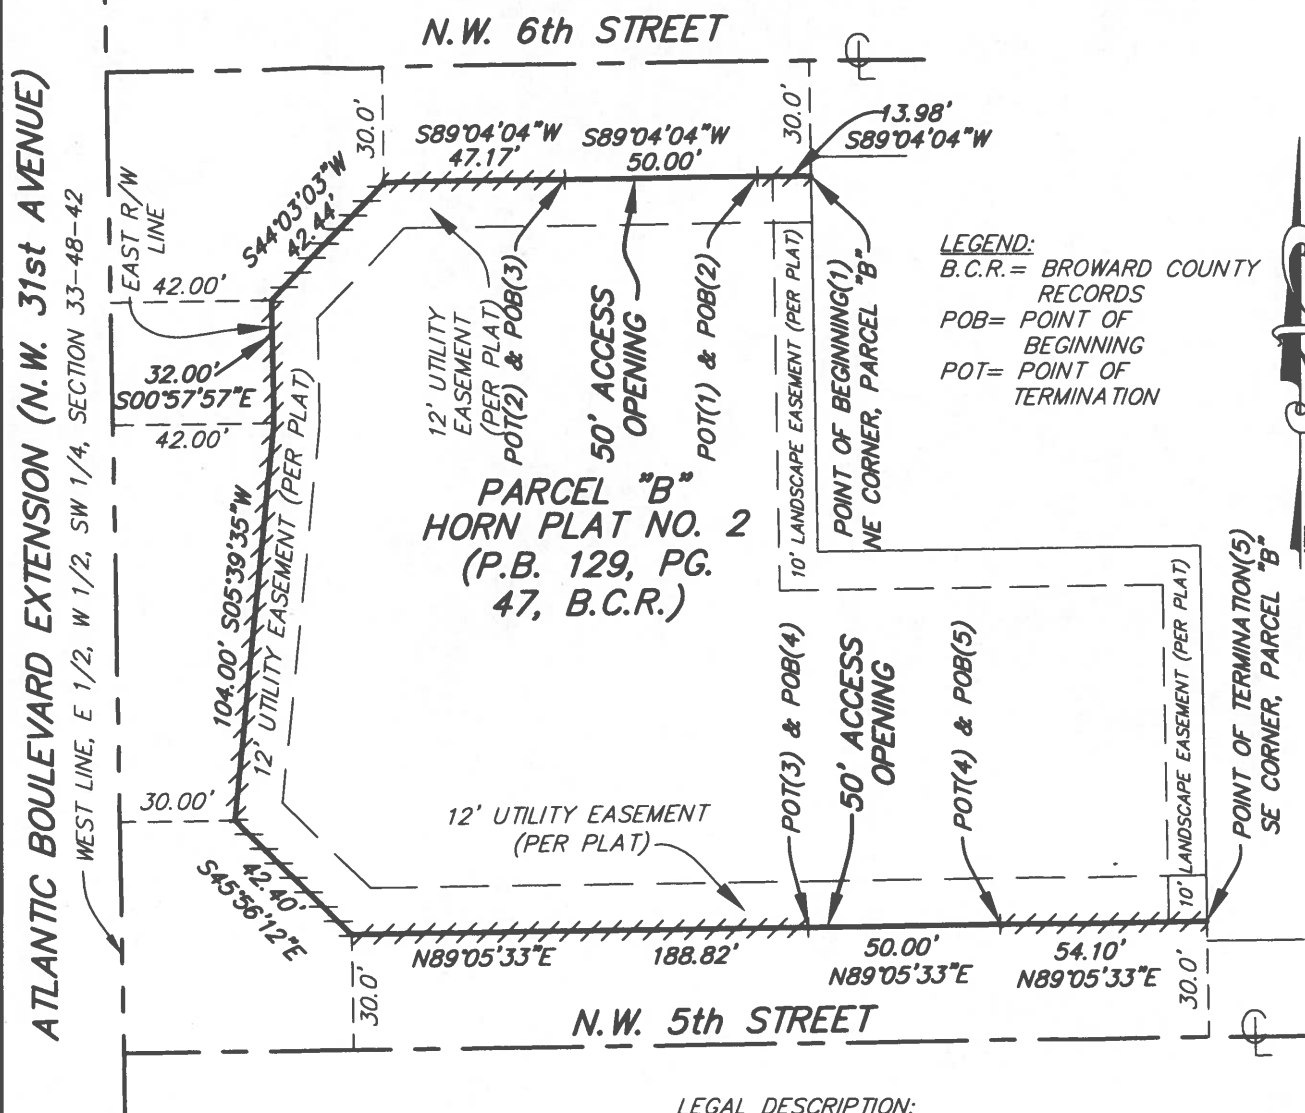 N.W. 6th STREET
ATLANTIC BOULEVARD EXTENSION (N.W. 31st AVENUE)
WEST LINE, E 1/2, W 1/2, SW 1/4, SECTION 33-48-42
EAST R/W
LINE
30.0'
S89°04'04"W
47.17'
S89°04'04"W
50.00'
30.0'
13.98'
S89°04'04"W
S44°03'03"W
42.44'
42.00'
32.00'
S00°57'57"E
42.00'
104.00' S05°39'35"W
12' UTILITY EASEMENT (PER PLAT)
30.00'
42.40'
S45°56'12"E
12' UTILITY
EASEMENT
(PER PLAT)
POT(2) & POB(3)
50' ACCESS
OPENING
POT(1) & POB(2)
10' LANDSCAPE EASEMENT (PER PLAT)
POINT OF BEGINNING(1)
NE CORNER, PARCEL "B"
LEGEND:
B.C.R.= BROWARD COUNTY
RECORDS
POB= POINT OF
BEGINNING
POT= POINT OF
TERMINATION
PARCEL "B"
HORN PLAT NO. 2
(P.B. 129, PG.
47, B.C.R.)
12' UTILITY EASEMENT
(PER PLAT)
POT(3) & POB(4)
50' ACCESS
OPENING
POT(4) & POB(5)
10' LANDSCAPE EASEMENT (PER PLAT)
POINT OF TERMINATION(5)
SE CORNER, PARCEL "B"
N89°05'33"E
188.82'
50.00'
N89°05'33"E
54.10'
N89°05'33"E
30.0'
30.0'
N.W. 5th STREET
LEGAL DESCRIPTION: